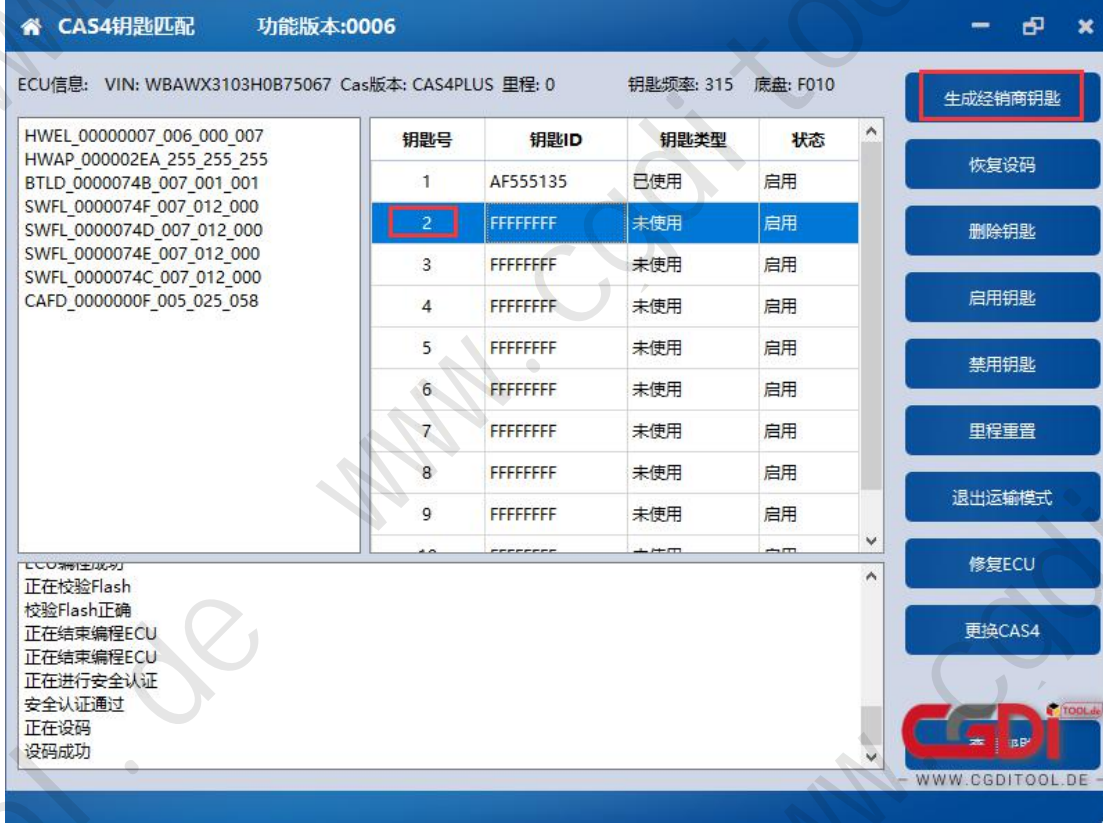 CAS4钥匙匹配 功能版本:0006
ECU信息: VIN: WBAWX3103H0B75067 Cas版本: CAS4PLUS 里程: 0 钥匙频率: 315 底盘: F010
HWEL_00000007_006_000_007
HWAP_000002EA_255_255_255
BTLD_0000074B_007_001_001
SWFL_0000074F_007_012_000
SWFL_0000074D_007_012_000
SWFL_0000074E_007_012_000
SWFL_0000074C_007_012_000
CAFD_0000000F_005_025_058
钥匙号 钥匙ID 钥匙类型 状态
1 AF555135 已使用 启用
2 FFFFFFFF 未使用 启用
3 FFFFFFFF 未使用 启用
4 FFFFFFFF 未使用 启用
5 FFFFFFFF 未使用 启用
6 FFFFFFFF 未使用 启用
7 FFFFFFFF 未使用 启用
8 FFFFFFFF 未使用 启用
9 FFFFFFFF 未使用 启用
生成经销商钥匙
恢复设码
删除钥匙
启用钥匙
禁用钥匙
里程重置
退出运输模式
修复ECU
更换CAS4
ECU编程成功
正在校验Flash
校验Flash正确
正在结束编程ECU
正在结束编程ECU
正在进行安全认证
安全认证通过
正在设码
设码成功
CGDI
TOOL.de
WWW.CGDITOOL.DE
www.cgditool.de